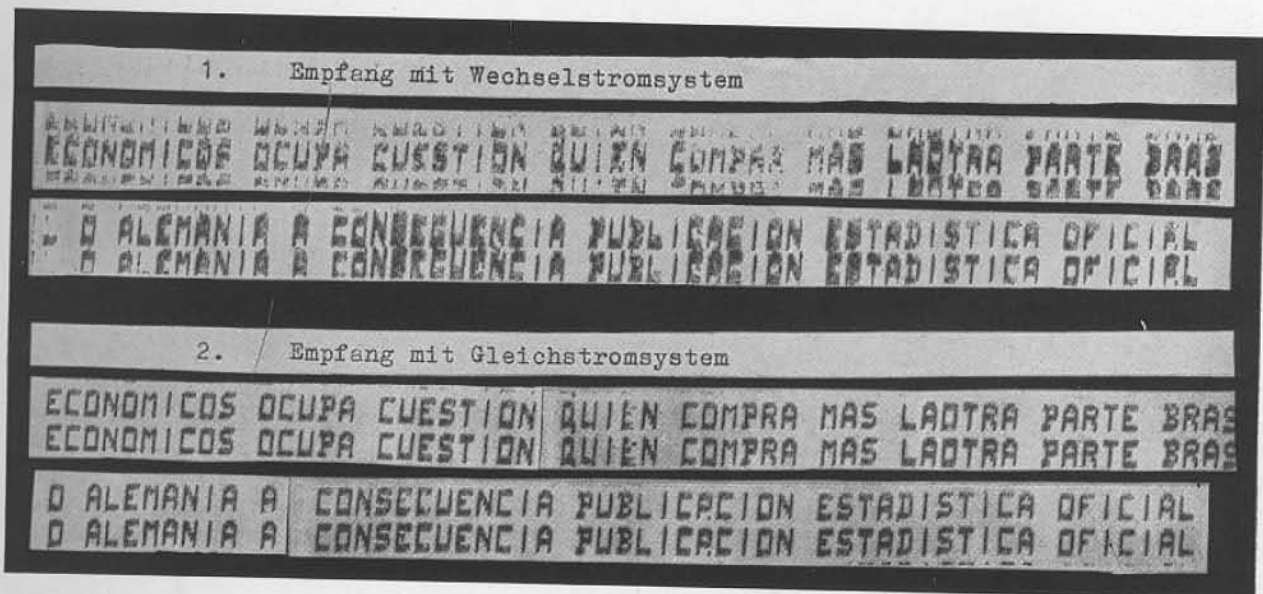 1. Empfang mit Wechselstromsystem
ECONOMICOS OCUPA CUESTION QUIEN COMPRA MAS LAOTRA PARTE BRAS
O ALEMANIA A CONSECUENCIA PUBLICACION ESTADISTICA OFICIAL
O ALEMANIA A CONSECUENCIA PUBLICACION ESTADISTICA OFICIAL
2. Empfang mit Gleichstromsystem
ECONOMICOS OCUPA CUESTION QUIEN COMPRA MAS LAOTRA PARTE BRAS
ECONOMICOS OCUPA CUESTION QUIEN COMPRA MAS LAOTRA PARTE BRAS
O ALEMANIA A CONSECUENCIA PUBLICACION ESTADISTICA OFICIAL
O ALEMANIA A CONSECUENCIA PUBLICACION ESTADISTICA OFICIAL